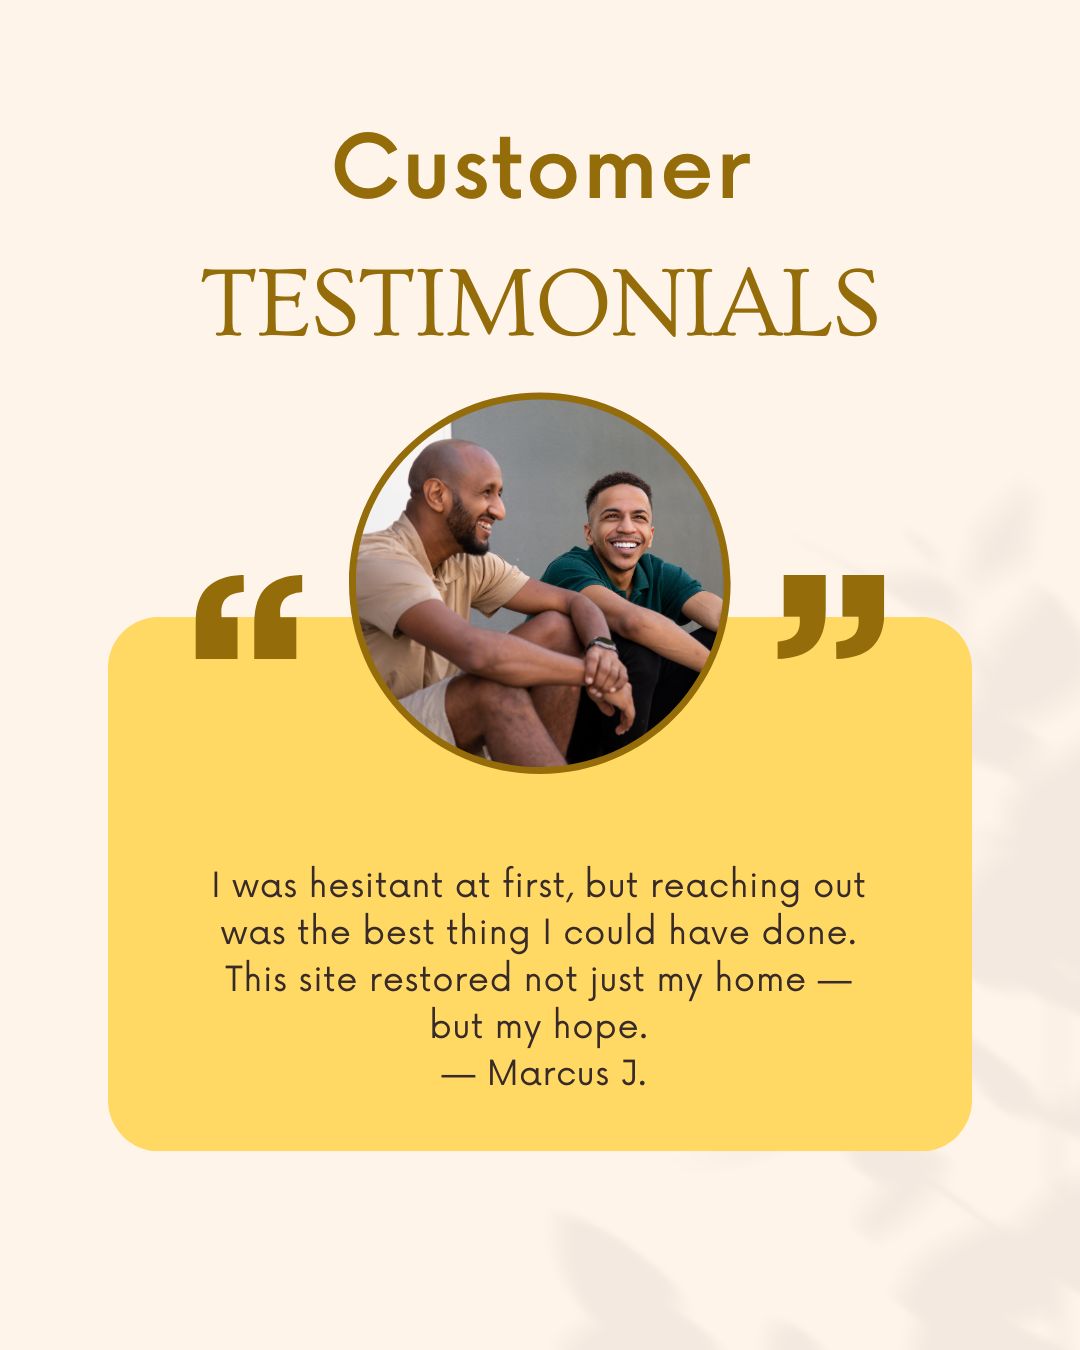 Customer
TESTIMONIALS
“ ”
I was hesitant at first, but reaching out
was the best thing I could have done.
This site restored not just my home —
but my hope.
— Marcus J.